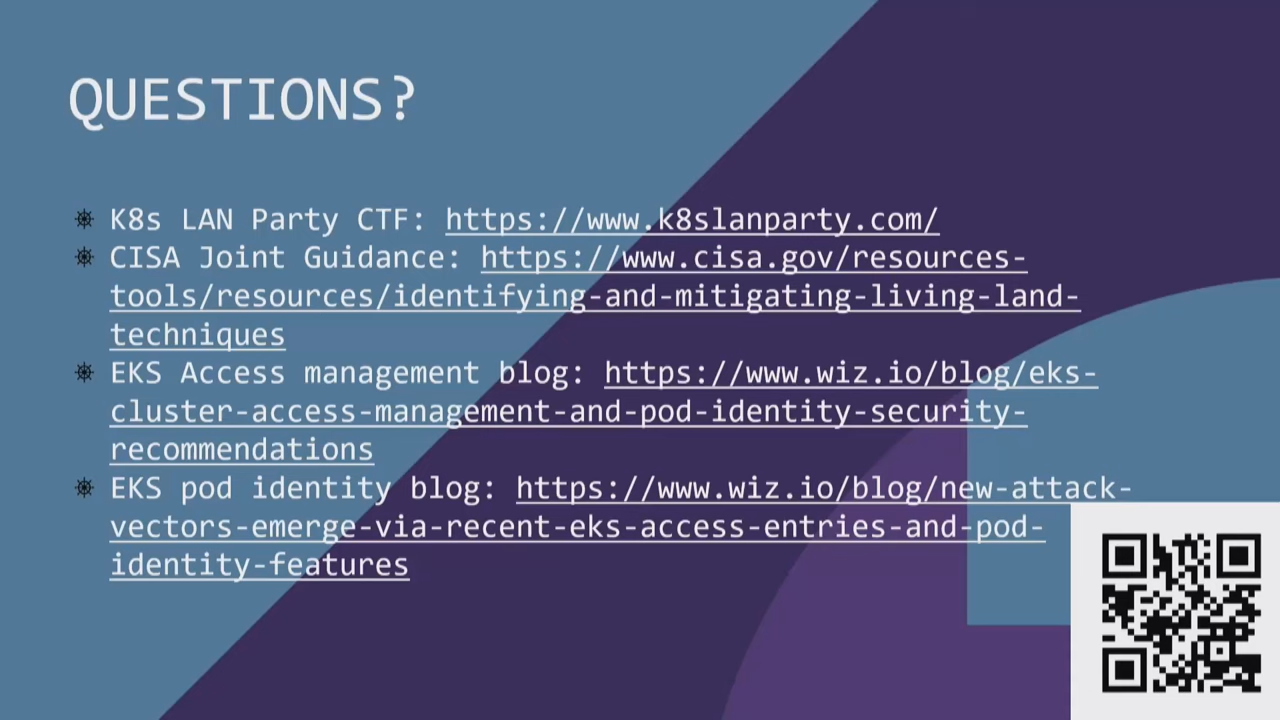 QUESTIONS?
K8s LAN Party CTF: https://www.k8slanparty.com/
CISA Joint Guidance: https://www.cisa.gov/resources-
tools/resources/identifying-and-mitigating-living-land-
techniques
EKS Access management blog: https://www.wiz.io/blog/eks-
cluster-access-management-and-pod-identity-security-
recommendations
EKS pod identity blog: https://www.wiz.io/blog/new-attack-
vectors-emerge-via-recent-eks-access-entries-and-pod-
identity-features